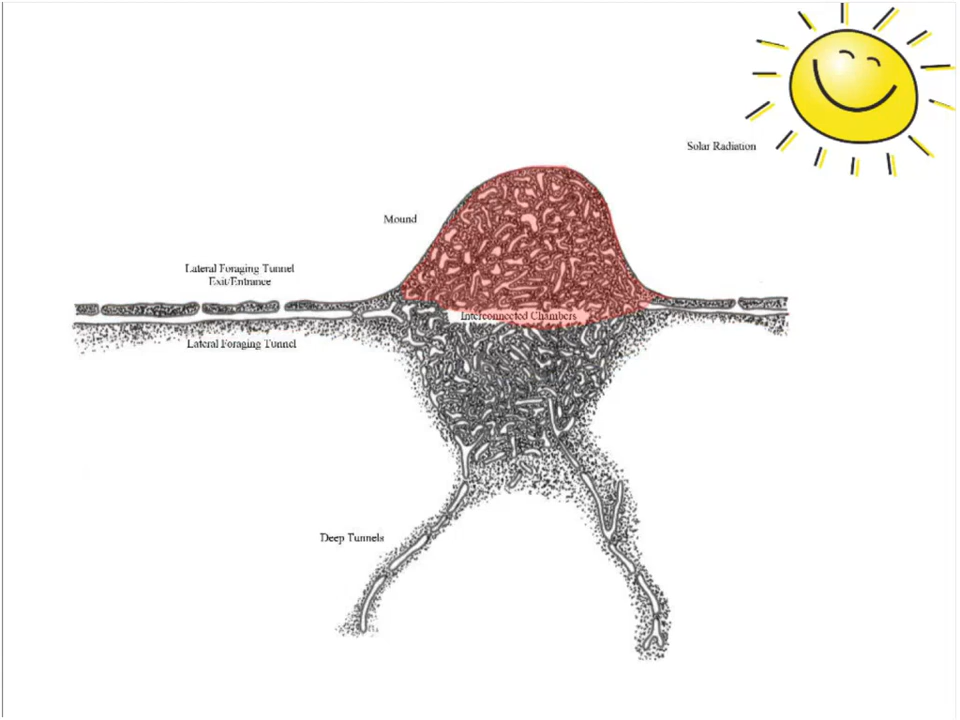 Solar Radiation
Mound
Lateral Foraging Tunnel
Exit/Entrance
Interconnected Chambers
Lateral Foraging Tunnel
Deep Tunnels